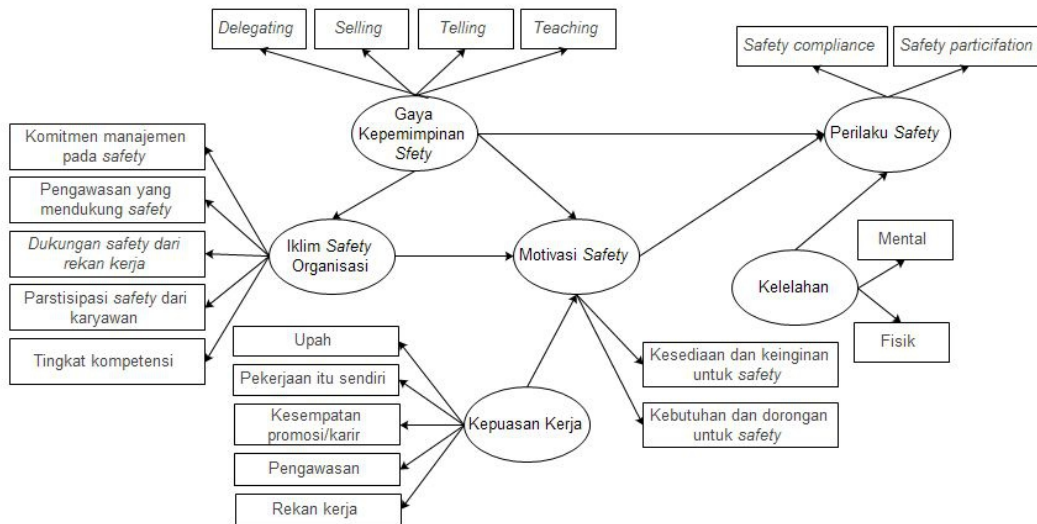 Delegating
Selling
Telling
Teaching
Safety compliance
Safety particifation
Gaya
Kepemimpinan
Sfety
Perilaku Safety
Komitmen manajemen
pada safety
Pengawasan yang
mendukung safety
Dukungan safety dari
rekan kerja
Parstisipasi safety dari
karyawan
Tingkat kompetensi
Iklim Safety
Organisasi
Motivasi Safety
Mental
Kelelahan
Fisik
Upah
Pekerjaan itu sendiri
Kesempatan
promosi/karir
Pengawasan
Rekan kerja
Kepuasan Kerja
Kesediaan dan keinginan
untuk safety
Kebutuhan dan dorongan
untuk safety